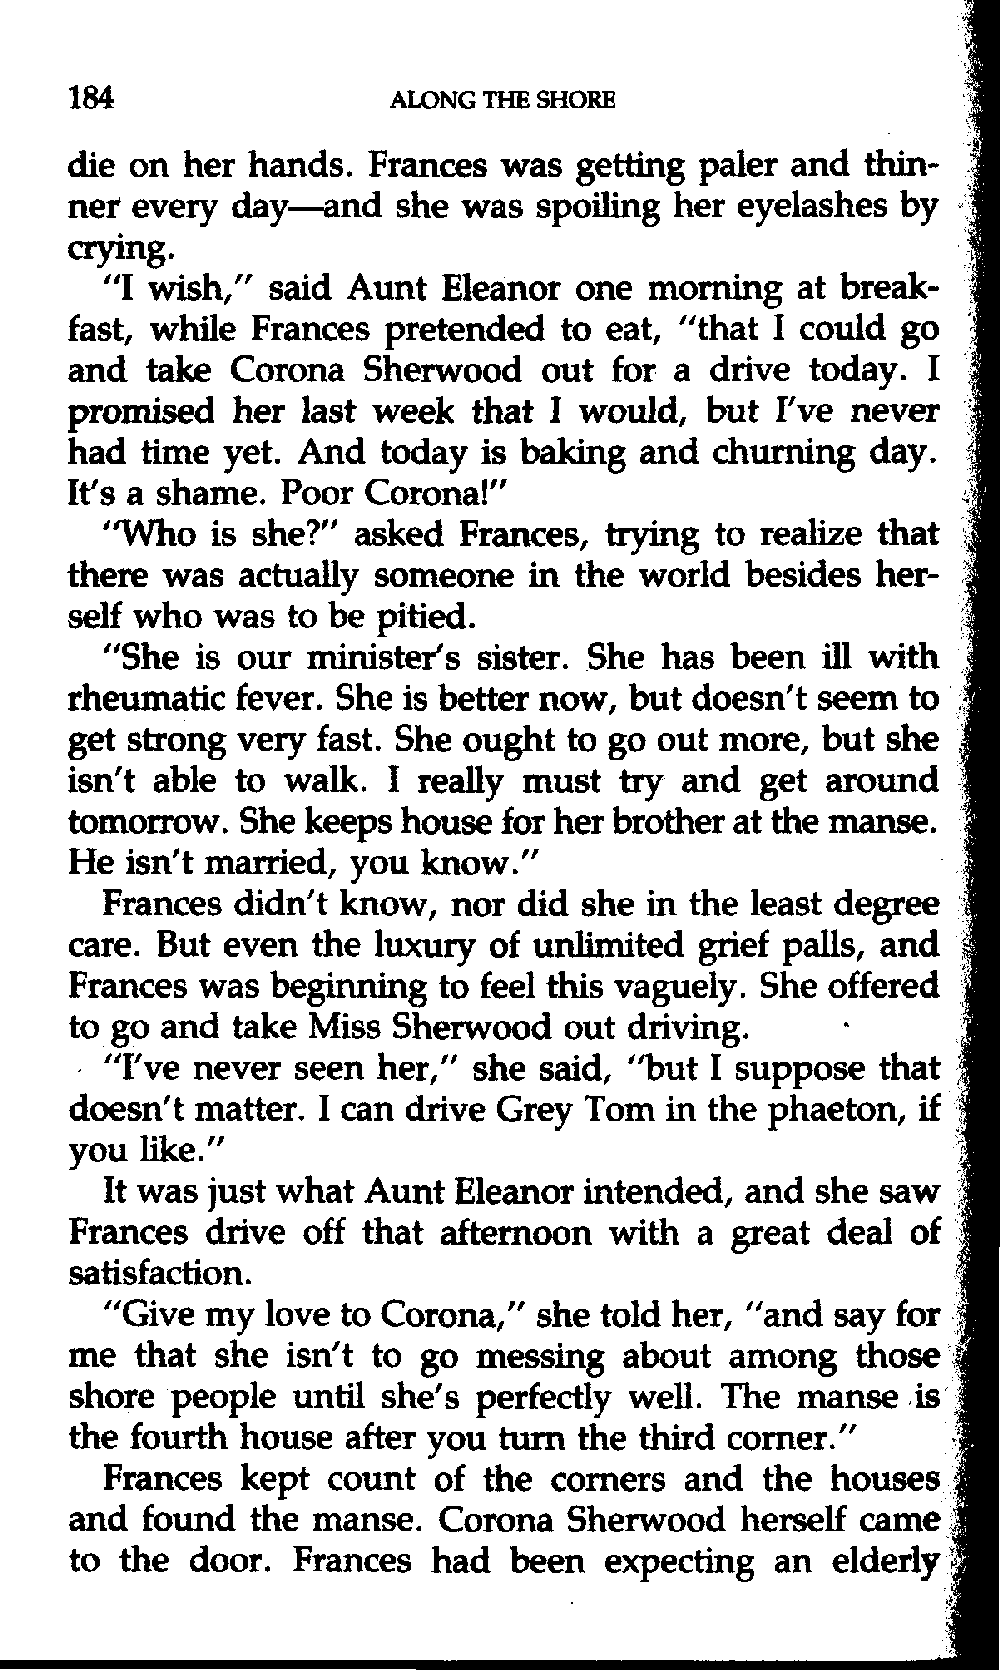 184 ALONG THE SHORE
die on her hands. Frances was getting paler and thin-
ner every day—and she was spoiling her eyelashes by
crying.
"I wish," said Aunt Eleanor one morning at break-
fast, while Frances pretended to eat, "that I could go
and take Corona Sherwood out for a drive today. I
promised her last week that I would, but I've never
had time yet. And today is baking and churning day.
It's a shame. Poor Corona!"
"Who is she?" asked Frances, trying to realize that
there was actually someone in the world besides her-
self who was to be pitied.
"She is our minister's sister. She has been ill with
rheumatic fever. She is better now, but doesn't seem to
get strong very fast. She ought to go out more, but she
isn't able to walk. I really must try and get around
tomorrow. She keeps house for her brother at the manse.
He isn't married, you know."
Frances didn't know, nor did she in the least degree
care. But even the luxury of unlimited grief palls, and
Frances was beginning to feel this vaguely. She offered
to go and take Miss Sherwood out driving.
"I've never seen her," she said, "but I suppose that
doesn't matter. I can drive Grey Tom in the phaeton, if
you like."
It was just what Aunt Eleanor intended, and she saw
Frances drive off that afternoon with a great deal of
satisfaction.
"Give my love to Corona," she told her, "and say for
me that she isn't to go messing about among those
shore people until she's perfectly well. The manse is
the fourth house after you turn the third corner."
Frances kept count of the corners and the houses
and found the manse. Corona Sherwood herself came
to the door. Frances had been expecting an elderly